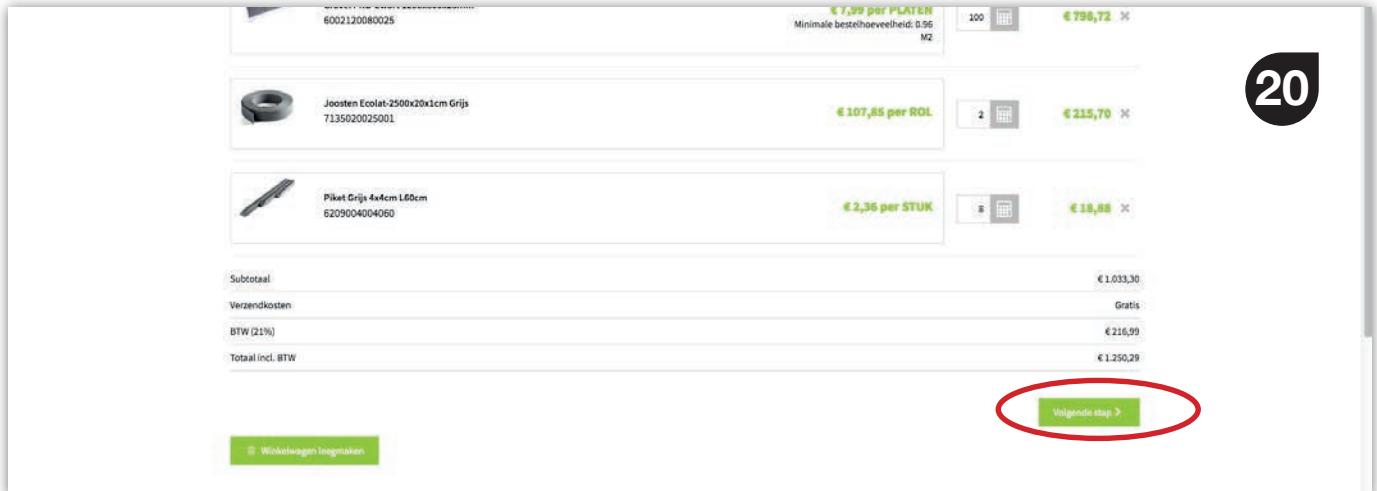 € 7,99 per PLATEN
6002120080025
Minimale bestelhoeveelheid: 0.96
M2
100
€ 798,72 ×
20
Joosten Ecolat-2500x20x1cm Grijs
7135020025001
€ 107,85 per ROL
2
€ 215,70 ×
Piket Grijs 4x4cm L60cm
6209004004060
€ 2,36 per STUK
8
€ 18,88 ×
Subtotaal € 1.033,30
Verzendkosten Gratis
BTW (21%) € 216,99
Totaal incl. BTW € 1.250,29
Volgende stap >
Winkelwagen leegmaken